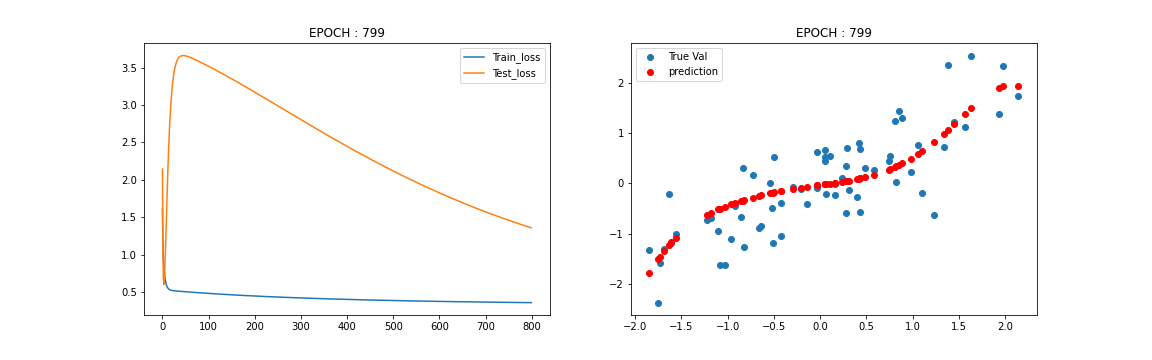 EPOCH : 799
Train_loss
Test_loss
3.5
3.0
2.5
2.0
1.5
1.0
0.5
0 100 200 300 400 500 600 700 800
EPOCH : 799
True Val
prediction
2
1
0
−1
−2
−2.0 −1.5 −1.0 −0.5 0.0 0.5 1.0 1.5 2.0